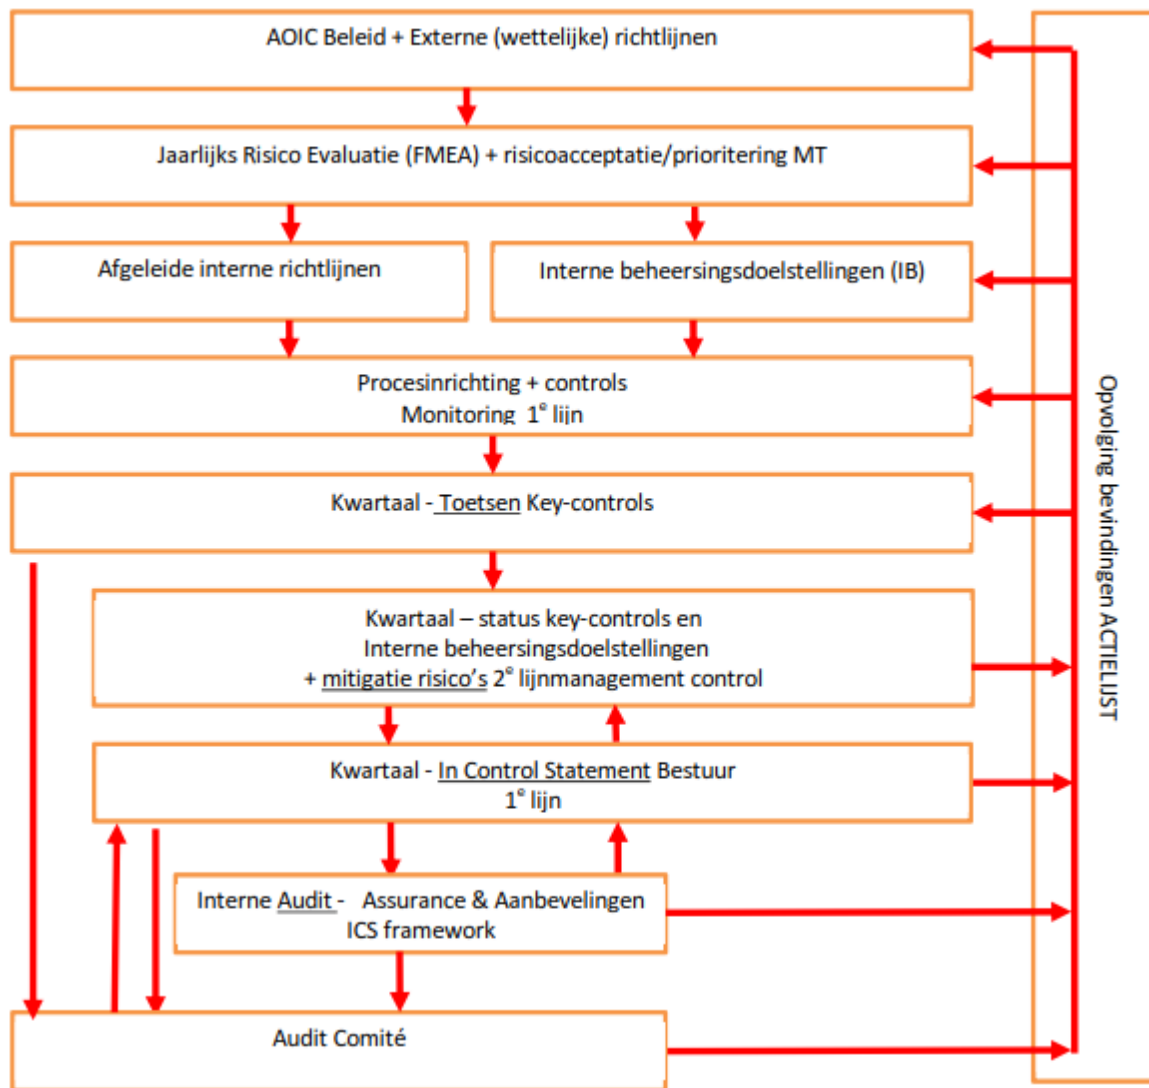 AOIC Beleid + Externe (wettelijke) richtlijnen
Jaarlijks Risico Evaluatie (FMEA) + risicoacceptatie/prioritering MT
Afgeleide interne richtlijnen
Interne beheersingsdoelstellingen (IB)
Procesinrichting + controls
Monitoring 1e lijn
Kwartaal - Toetsen Key-controls
Kwartaal – status key-controls en
Interne beheersingsdoelstellingen
+ mitigatie risico's 2e lijnmanagement control
Kwartaal - In Control Statement Bestuur
1e lijn
Interne Audit - Assurance & Aanbevelingen
ICS framework
Audit Comité
Opvolging bevindingen ACTIELIJST